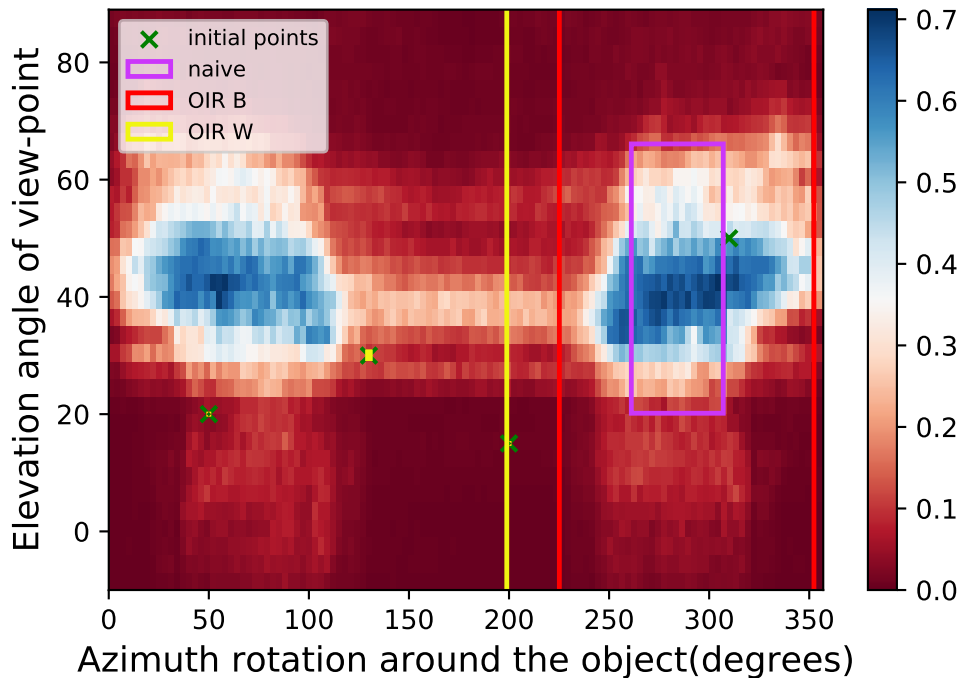 initial points
naive
OIR B
OIR W
Elevation angle of view-point
80
60
40
20
0
0 50 100 150 200 250 300 350
Azimuth rotation around the object(degrees)
0.7
0.6
0.5
0.4
0.3
0.2
0.1
0.0